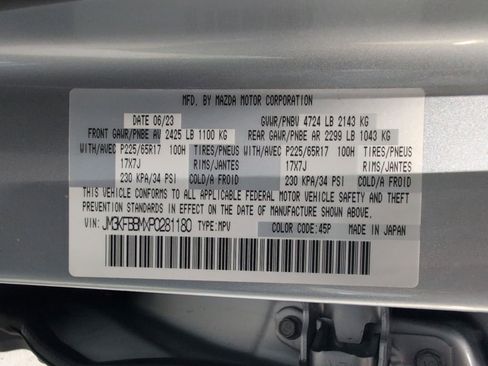 MFD. BY MAZDA MOTOR CORPORATION
DATE 06/23 GVWR/PNBV 4724 LB 2143 KG
FRONT GAWR/PNBE AV 2425 LB 1100 KG REAR GAWR/PNBE AR 2299 LB 1043 KG
WITH/AVEC P225/65R17 100H TIRES/PNEUS WITH/AVEC P225/65R17 100H TIRES/PNEUS
17X7J RIMS/JANTES 17X7J RIMS/JANTES
230 KPA/34 PSI COLD/A FROID 230 KPA/34 PSI COLD/A FROID
THIS VEHICLE CONFORMS TO ALL APPLICABLE FEDERAL MOTOR VEHICLE SAFETY AND THEFT
PREVENTION STANDARDS IN EFFECT ON THE DATE OF MANUFACTURE SHOWN ABOVE.
VIN: JM3KFBBMXP0281180 TYPE:MPV COLOR CODE:45P MADE IN JAPAN